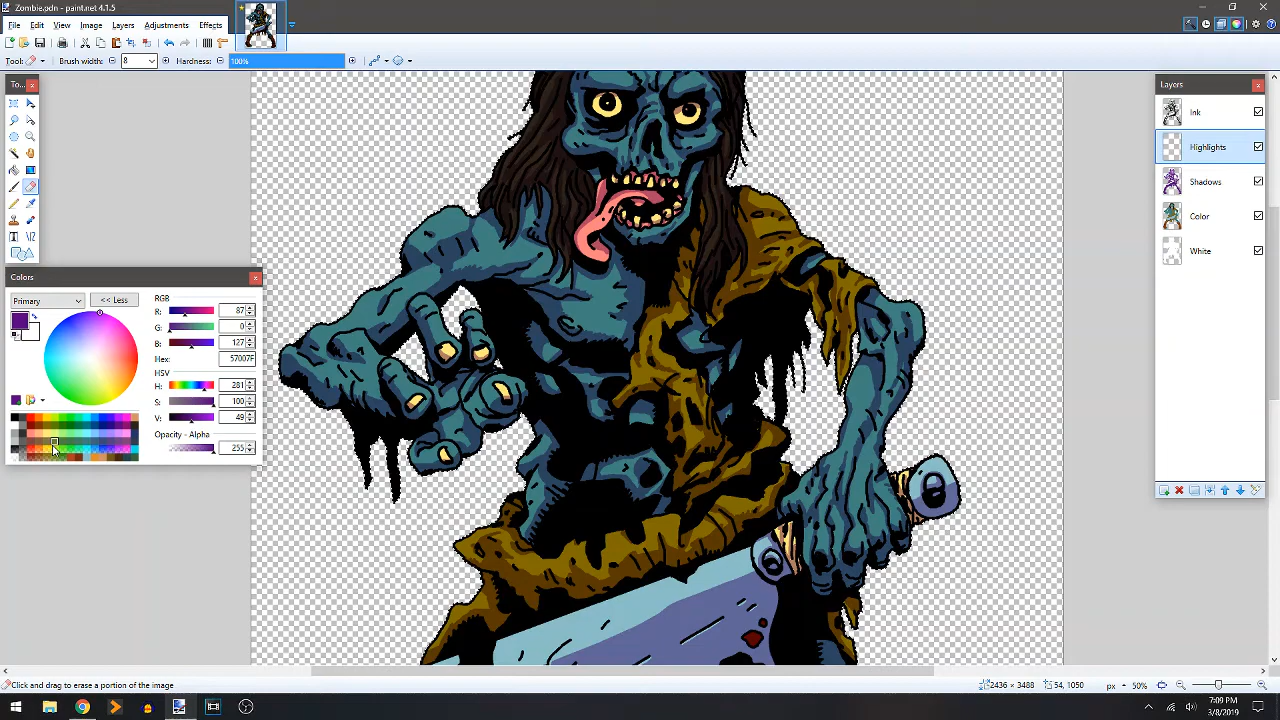 Zombie.pdn - paint.net 4.1.5
File Edit View Image Layers Adjustments Effects
Tool: Brush width: 8 Hardness: 100%
To...
Layers
Ink
Highlights
Shadows
Color
White
Colors
Primary << Less
RGB
R: 87
G: 0
B: 127
Hex: 57007F
HSV
H: 281
S: 100
V: 49
Opacity - Alpha
255
Click and drag to erase a portion of the image
2436 × 3488 54, 1050 px 50%
7:09 PM
3/8/2019